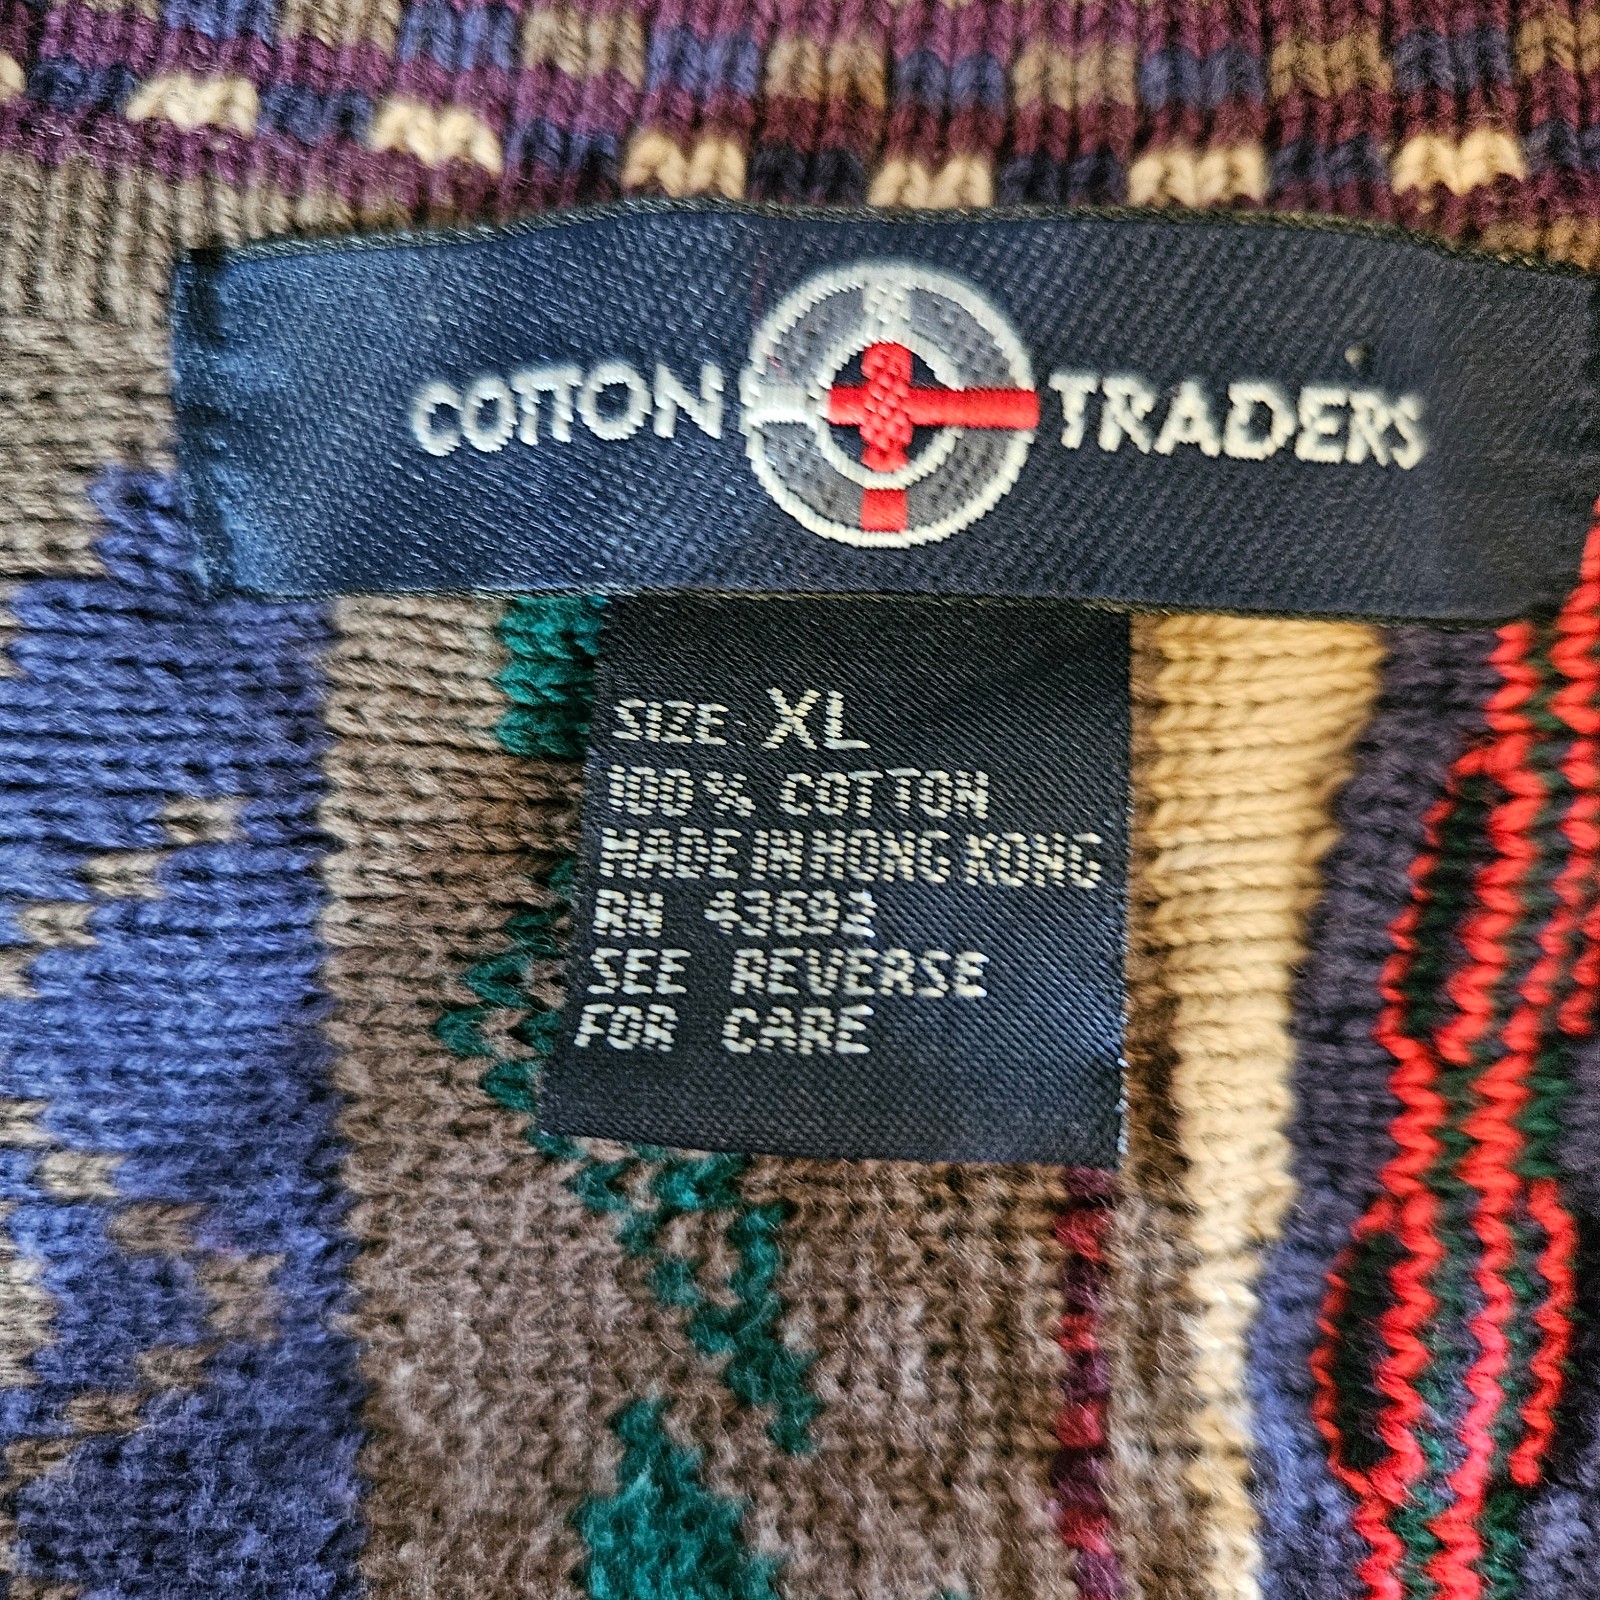 COTTON TRADERS
SIZE: XL
100% COTTON
MADE IN HONG KONG
RN 43692
SEE REVERSE
FOR CARE